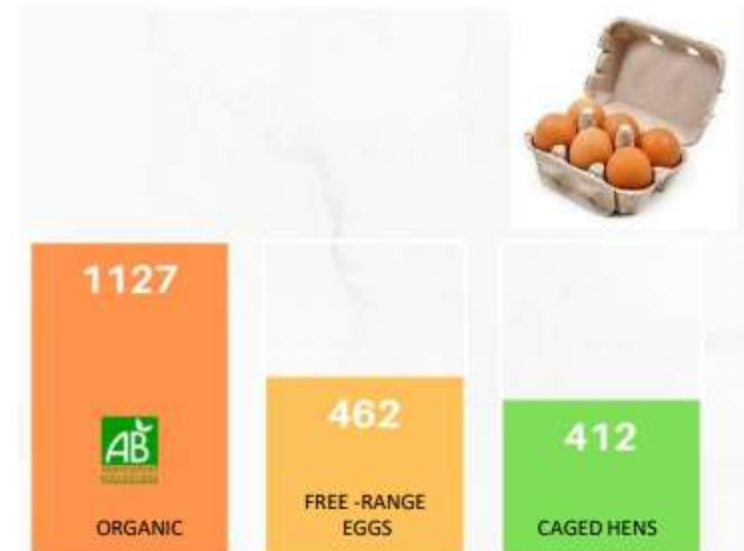 1127
462
412
AB
ORGANIC
FREE -RANGE
EGGS
CAGED HENS